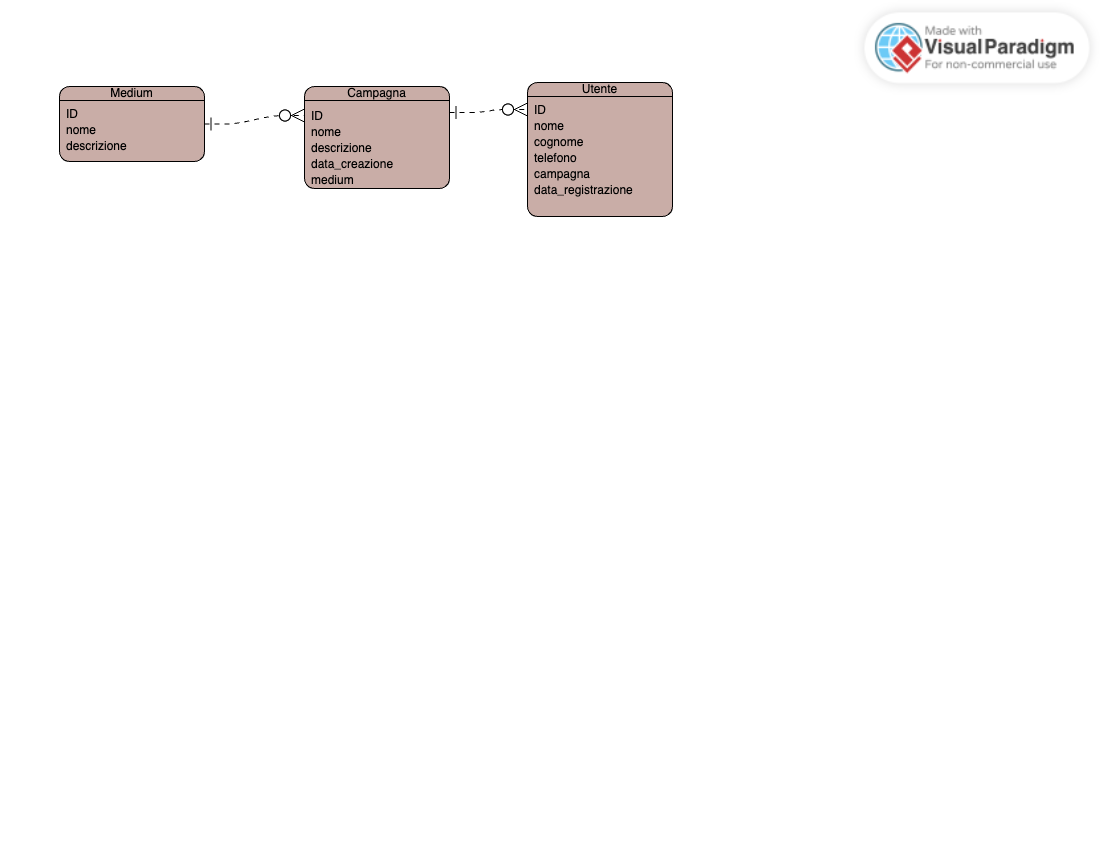 Made with
Visual Paradigm
For non-commercial use
Medium
ID
nome
descrizione
Campagna
ID
nome
descrizione
data_creazione
medium
Utente
ID
nome
cognome
telefono
campagna
data_registrazione